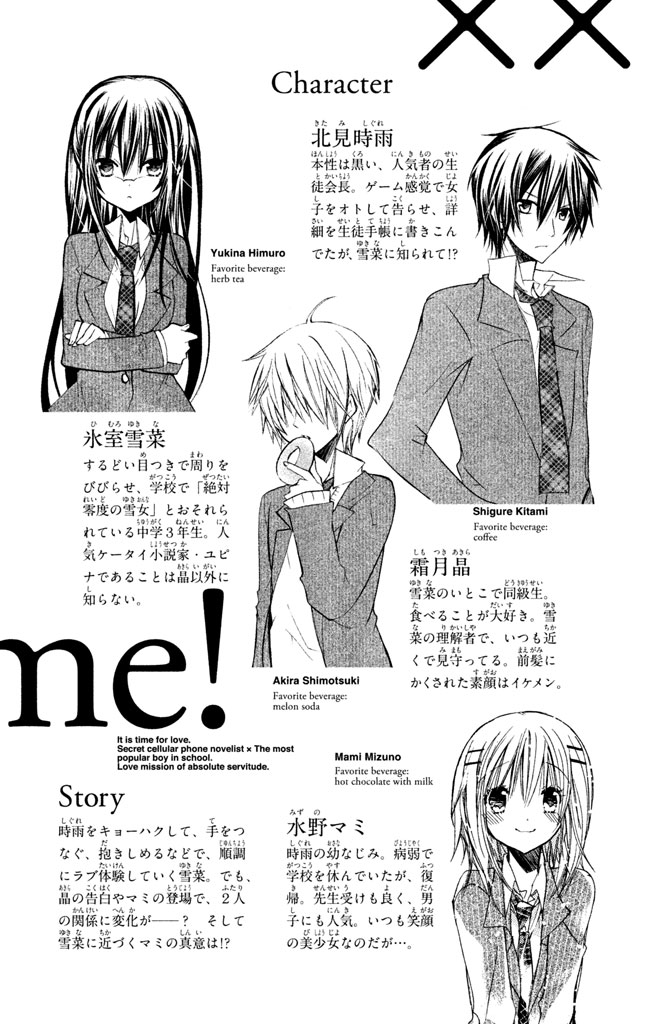 ××
Character
北見時雨
本性は黒い、人気者の生
徒会長。ゲーム感覚で女
子をオトして告らせ、詳
細を生徒手帳に書きこん
でたが、雪菜に知られて!?
Yukina Himuro
Favorite beverage:
herb tea
氷室雪菜
するどい目つきで周りを
びびらせ、学校で「絶対
零度の雪女」とおそれら
れている中学3年生。人
気ケータイ小説家・ユピ
ナであることは晶以外に
知らない。
Shigure Kitami
Favorite beverage:
coffee
霜月晶
雪菜のいとこで同級生。
食べることが大好き。雪
菜の理解者で、いつも近
くで見守ってる。前髪に
かくされた素顔はイケメン。
Akira Shimotsuki
Favorite beverage:
melon soda
me!
It is time for love.
Secret cellular phone novelist × The most
popular boy in school.
Love mission of absolute servitude.
Mami Mizuno
Favorite beverage:
hot chocolate with milk
Story
時雨をキョーハクして、手をつ
なぐ、抱きしめるなどで、順調
にラブ体験していく雪菜。でも、
晶の告白やマミの登場で、2人
の関係に変化が――? そして
雪菜に近づくマミの真意は!?
水野マミ
時雨の幼なじみ。病弱で
学校を休んでいたが、復
帰。先生受けも良く、男
子にも人気。いつも笑顔
の美少女なのだが…。